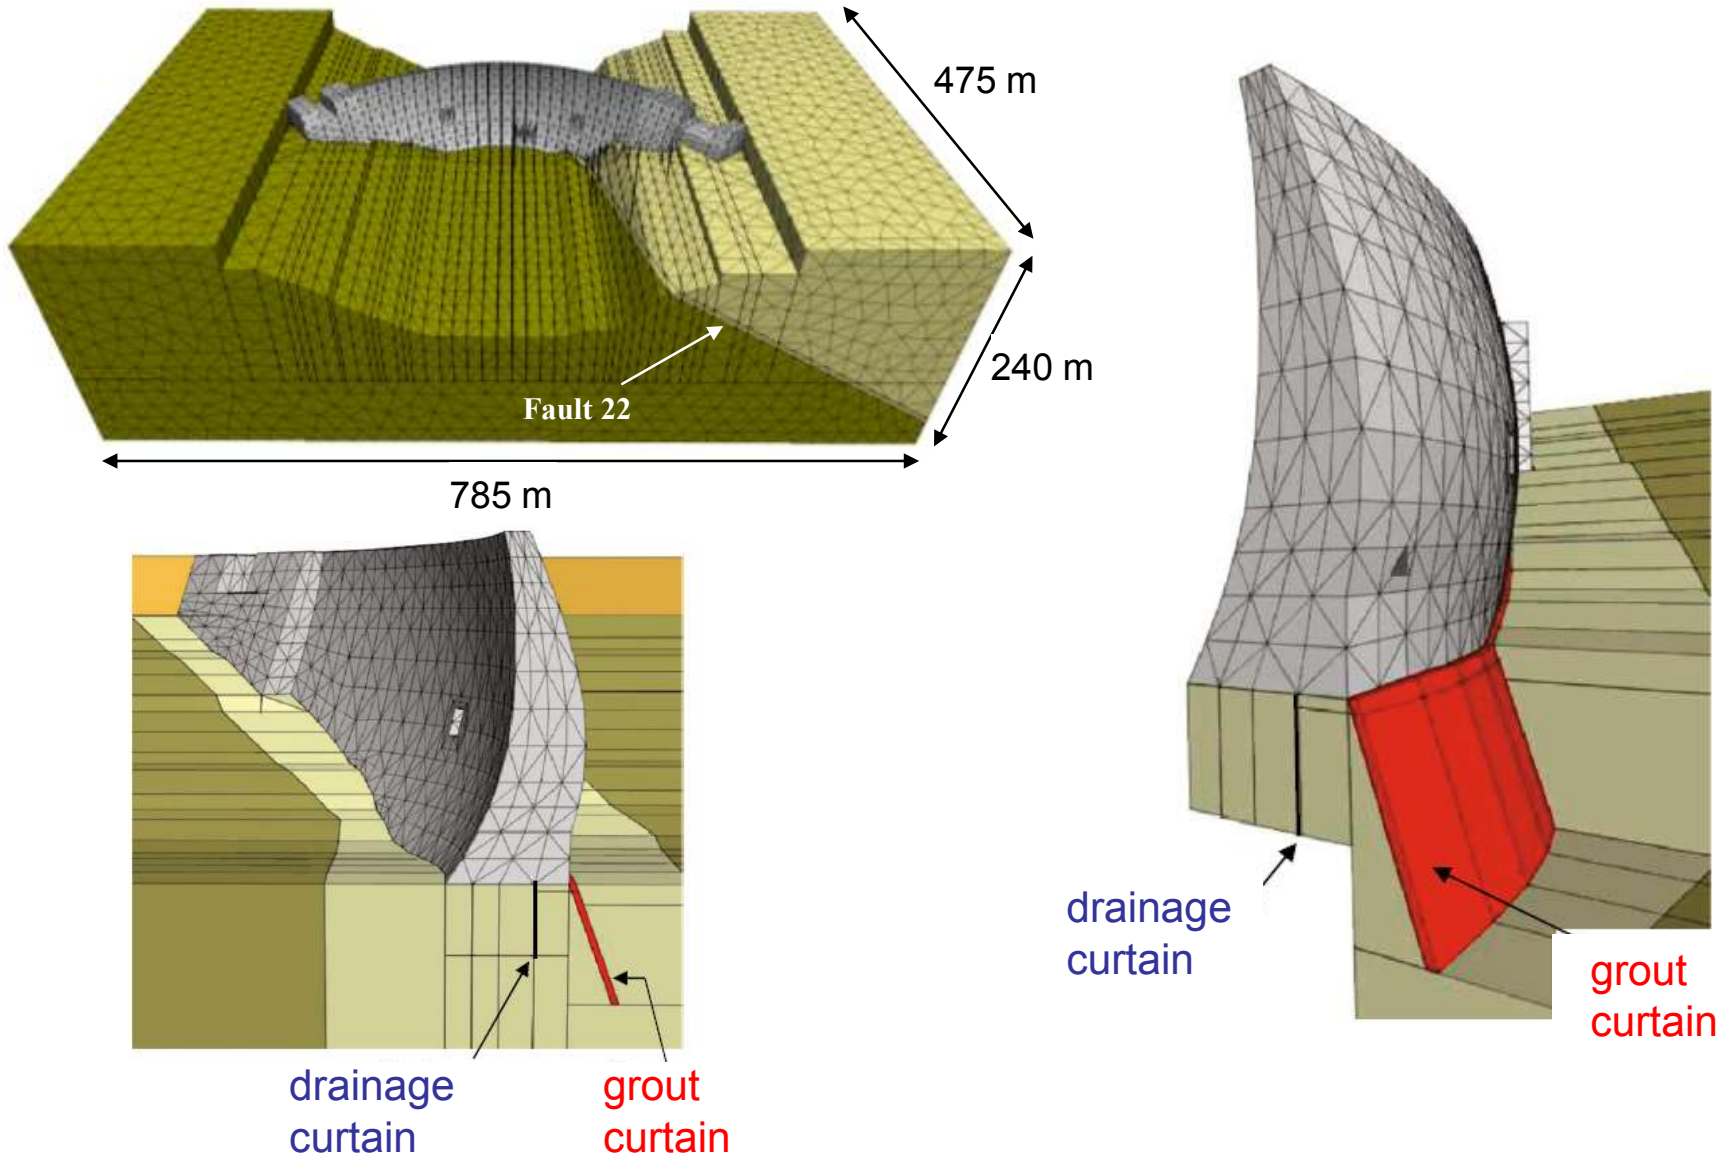 475 m
240 m
Fault 22
785 m
drainage
curtain
grout
curtain
drainage
curtain
grout
curtain